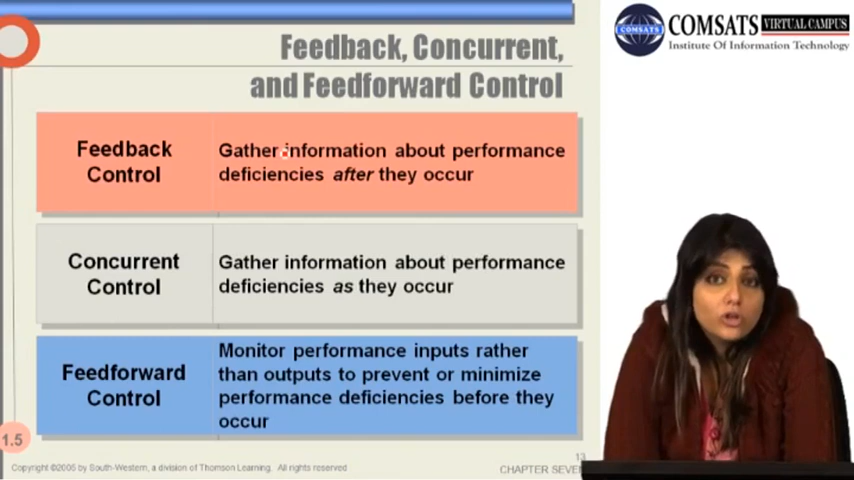 COMSATS VIRTUAL CAMPUS
Institute Of Information Technology
COMSATS
Feedback, Concurrent,
and Feedforward Control
Feedback
Control
Gather information about performance
deficiencies after they occur
Concurrent
Control
Gather information about performance
deficiencies as they occur
Feedforward
Control
Monitor performance inputs rather
than outputs to prevent or minimize
performance deficiencies before they
occur
1.5
Copyright ©2005 by South-Western, a division of Thomson Learning. All rights reserved
13
CHAPTER SEVEN